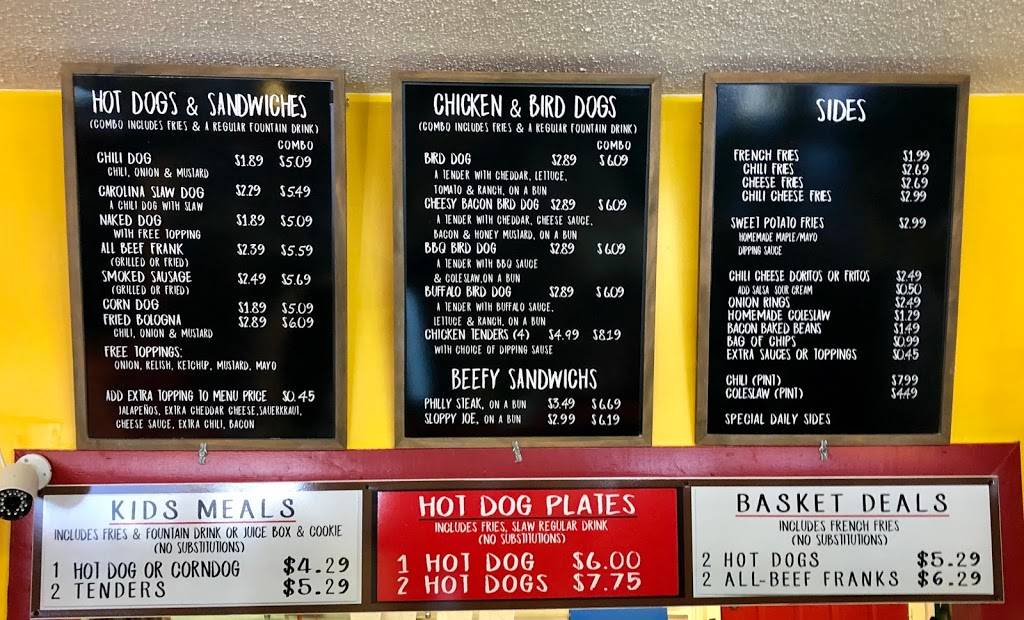 HOT DOGS & SANDWICHES
(COMBO INCLUDES FRIES & A REGULAR FOUNTAIN DRINK)
COMBO
CHILI DOG $1.89 $5.09
CHILI, ONION & MUSTARD
CAROLINA SLAW DOG $2.29 $5.49
A CHILI DOG WITH SLAW
NAKED DOG $1.89 $5.09
WITH FREE TOPPING
ALL BEEF FRANK $2.39 $5.59
(GRILLED OR FRIED)
SMOKED SAUSAGE $2.49 $5.69
(GRILLED OR FRIED)
CORN DOG $1.89 $5.09
FRIED BOLOGNA $2.89 $6.09
CHILI, ONION & MUSTARD
FREE TOPPINGS:
ONION, RELISH, KETCHUP, MUSTARD, MAYO
ADD EXTRA TOPPING TO MENU PRICE $0.45
JALAPEÑOS, EXTRA CHEDDAR CHEESE, SAUERKRAUT,
CHEESE SAUCE, EXTRA CHILI, BACON
CHICKEN & BIRD DOGS
(COMBO INCLUDES FRIES & A REGULAR FOUNTAIN DRINK)
COMBO
BIRD DOG $2.89 $6.09
A TENDER WITH CHEDDAR, LETTUCE,
TOMATO & RANCH, ON A BUN
CHEESY BACON BIRD DOG $2.89 $6.09
A TENDER WITH CHEDDAR, CHEESE SAUCE,
BACON & HONEY MUSTARD, ON A BUN
BBQ BIRD DOG $2.89 $6.09
A TENDER WITH BBQ SAUCE
& COLESLAW, ON A BUN
BUFFALO BIRD DOG $2.89 $6.09
A TENDER WITH BUFFALO SAUCE,
LETTUCE & RANCH, ON A BUN
CHICKEN TENDERS (4) $4.99 $8.19
WITH CHOICE OF DIPPING SAUSE
BEEFY SANDWICHS
PHILLY STEAK, ON A BUN $3.49 $6.69
SLOPPY JOE, ON A BUN $2.99 $6.19
SIDES
FRENCH FRIES $1.99
CHILI FRIES $2.69
CHEESE FRIES $2.69
CHILI CHEESE FRIES $2.99
SWEET POTATO FRIES $2.99
HOMEMADE MAPLE/MAYO
DIPPING SAUCE
CHILI CHEESE DORITOS OR FRITOS $2.49
ADD SALSA SOUR CREAM $0.50
ONION RINGS $2.49
HOMEMADE COLESLAW $1.29
BACON BAKED BEANS $1.49
BAG OF CHIPS $0.99
EXTRA SAUCES OR TOPPINGS $0.45
CHILI (PINT) $7.99
COLESLAW (PINT) $4.49
SPECIAL DAILY SIDES
KIDS MEALS
INCLUDES FRIES & FOUNTAIN DRINK OR JUICE BOX & COOKIE
(NO SUBSTITUTIONS)
1 HOT DOG OR CORNDOG $4.29
2 TENDERS $5.29
HOT DOG PLATES
INCLUDES FRIES, SLAW REGULAR DRINK
(NO SUBSTITUTIONS)
1 HOT DOG $6.00
2 HOT DOGS $7.75
BASKET DEALS
INCLUDES FRENCH FRIES
(NO SUBSTITUTIONS)
2 HOT DOGS $5.29
2 ALL-BEEF FRANKS $6.29